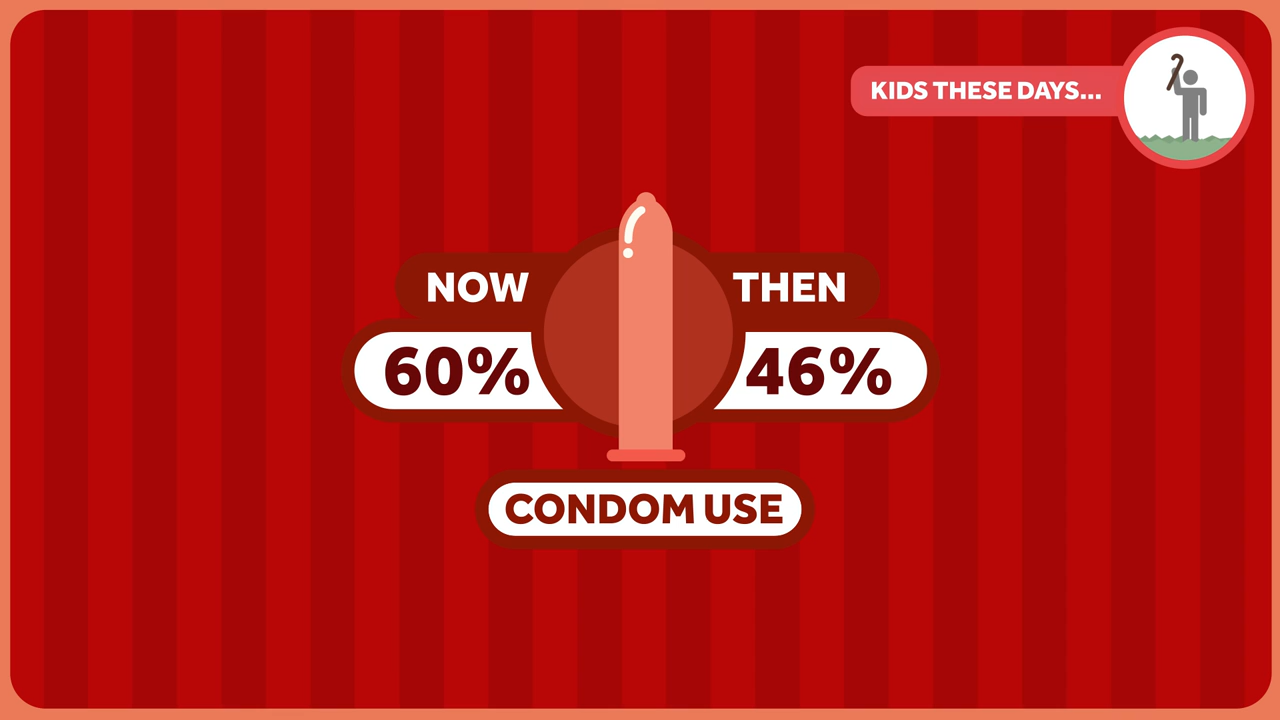 KIDS THESE DAYS...
NOW
THEN
60%
46%
CONDOM USE